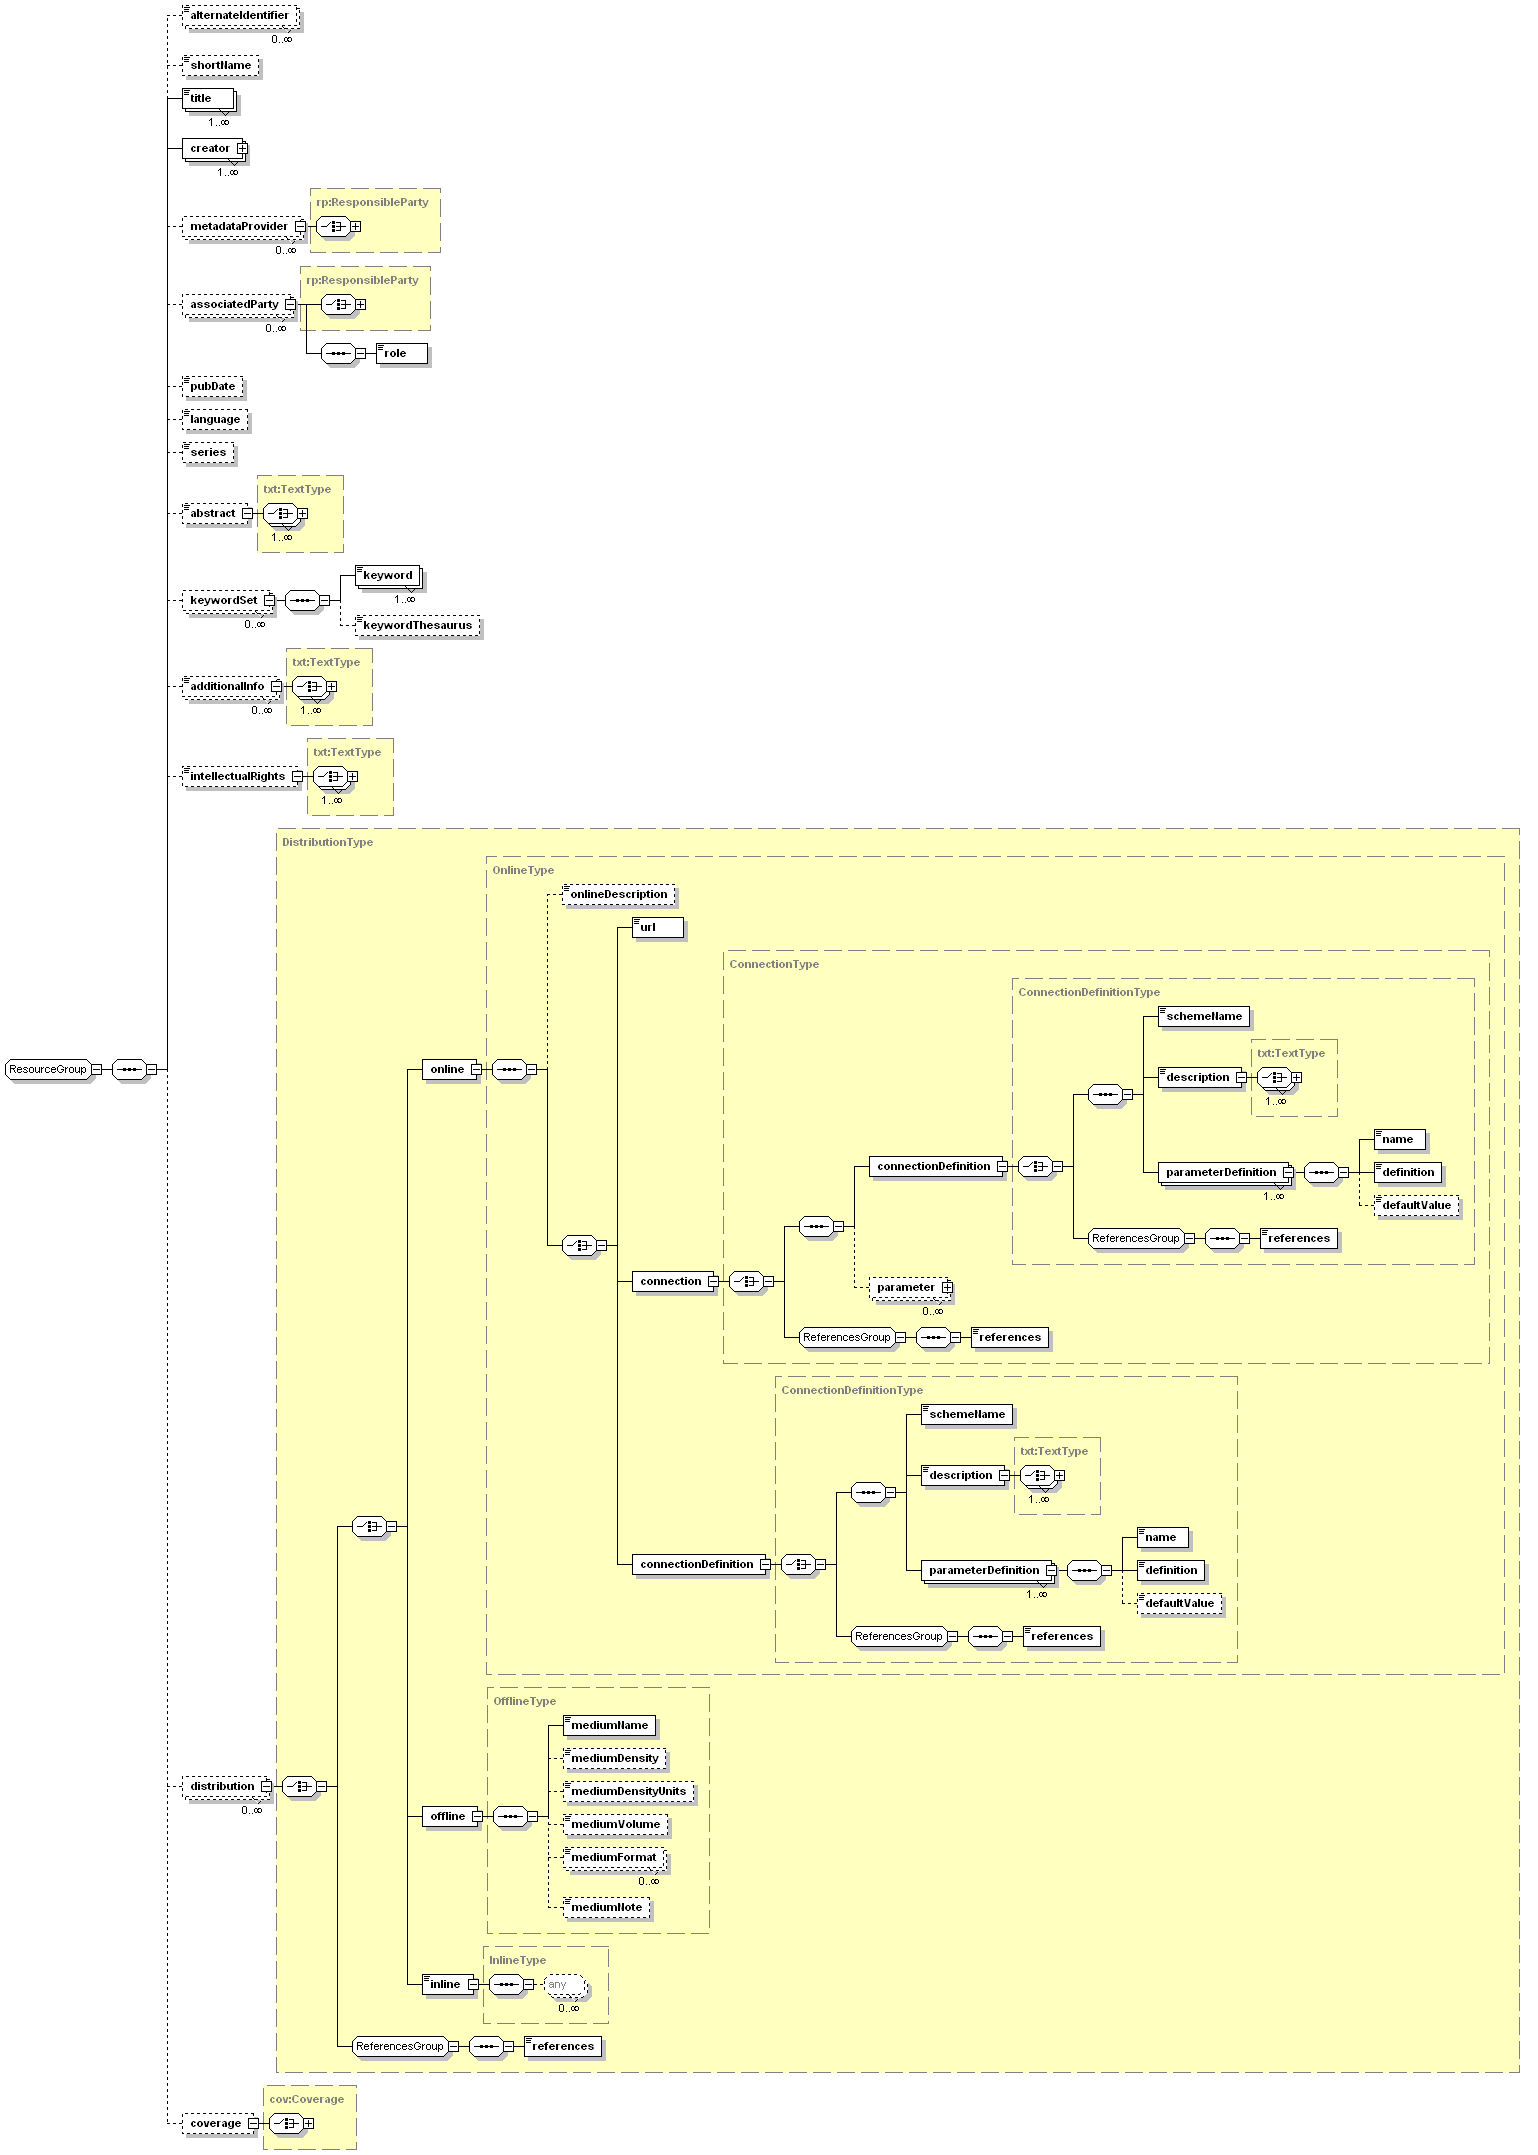 alternateIdentifier
0..∞
shortName
title
1..∞
creator
1..∞
rp:ResponsibleParty
metadataProvider
0..∞
rp:ResponsibleParty
associatedParty
0..∞
role
pubDate
language
series
txt:TextType
abstract
1..∞
keyword
1..∞
keywordSet
0..∞
keywordThesaurus
txt:TextType
additionalInfo
0..∞
1..∞
txt:TextType
intellectualRights
1..∞
DistributionType
OnlineType
onlineDescription
url
ConnectionType
ConnectionDefinitionType
schemeName
txt:TextType
ResourceGroup
online
description
1..∞
name
connectionDefinition
parameterDefinition
1..∞
definition
defaultValue
ReferencesGroup
references
connection
parameter
0..∞
ReferencesGroup
references
ConnectionDefinitionType
schemeName
txt:TextType
description
1..∞
name
connectionDefinition
parameterDefinition
1..∞
definition
defaultValue
ReferencesGroup
references
OfflineType
mediumName
mediumDensity
distribution
0..∞
mediumDensityUnits
offline
mediumVolume
mediumFormat
0..∞
mediumNote
InlineType
inline
any
0..∞
ReferencesGroup
references
cov:Coverage
coverage